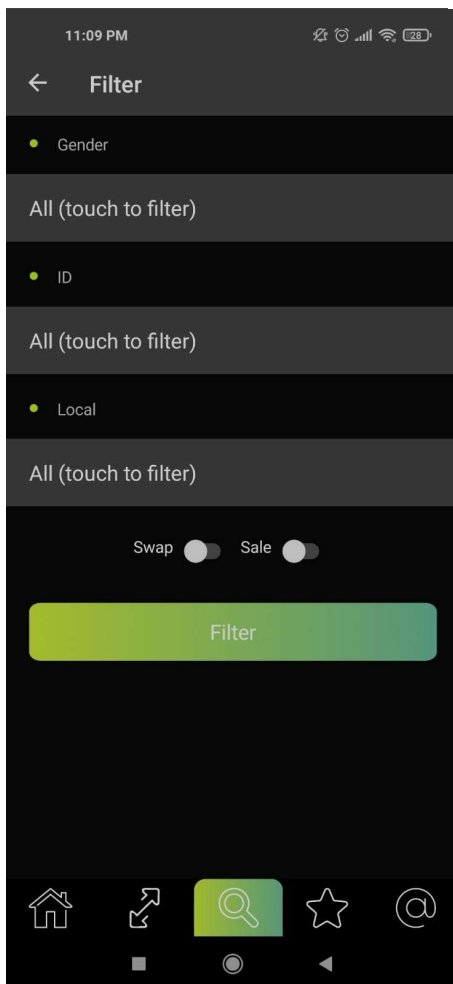 11:09 PM 28
Filter
Gender
All (touch to filter)
ID
All (touch to filter)
Local
All (touch to filter)
Swap Sale
Filter
@